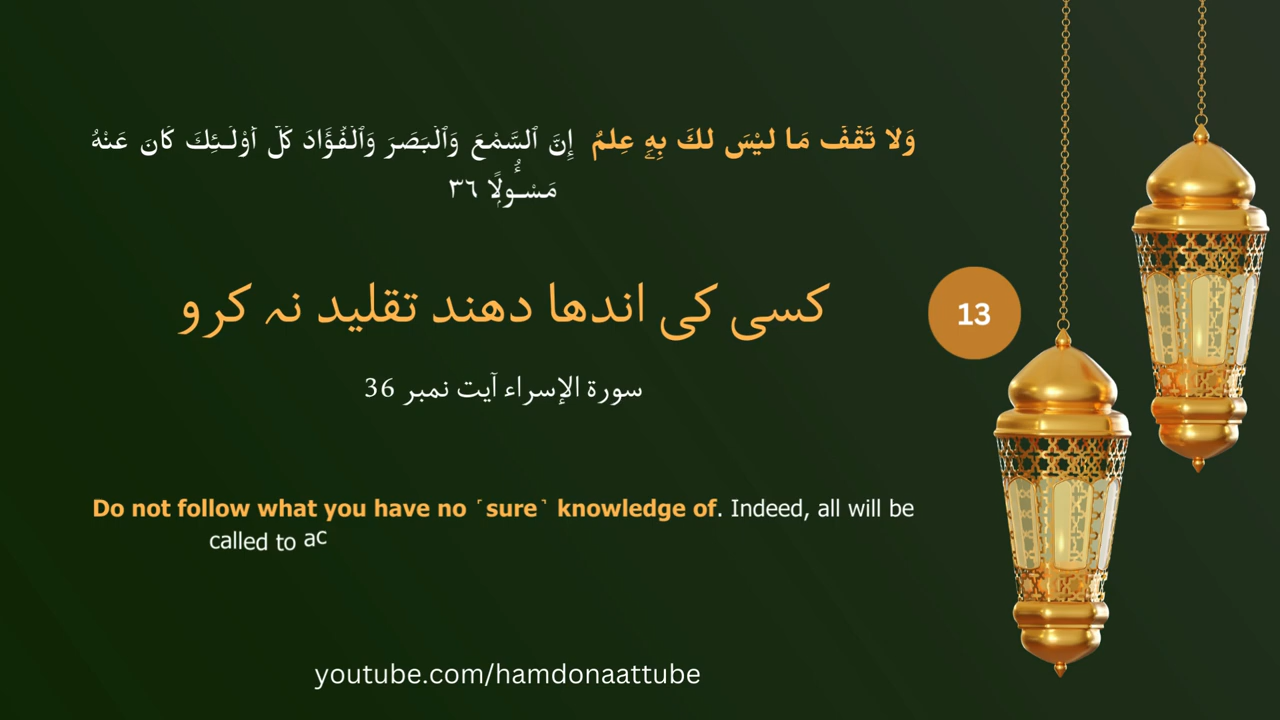 وَلَا تَقْفُ مَا لَيْسَ لَكَ بِهِۦ عِلْمٌ إِنَّ ٱلسَّمْعَ وَٱلْبَصَرَ وَٱلْفُؤَادَ كُلُّ أُو۟لَـٰٓئِكَ كَانَ عَنْهُ
مَسْـُٔولًۭا ٣٦
کسی کی اندھا دھند تقلید نہ کرو
13
سورة الإسراء آیت نمبر 36
Do not follow what you have no ˹sure˺ knowledge of. Indeed, all will be
called to ac
youtube.com/hamdonaattube